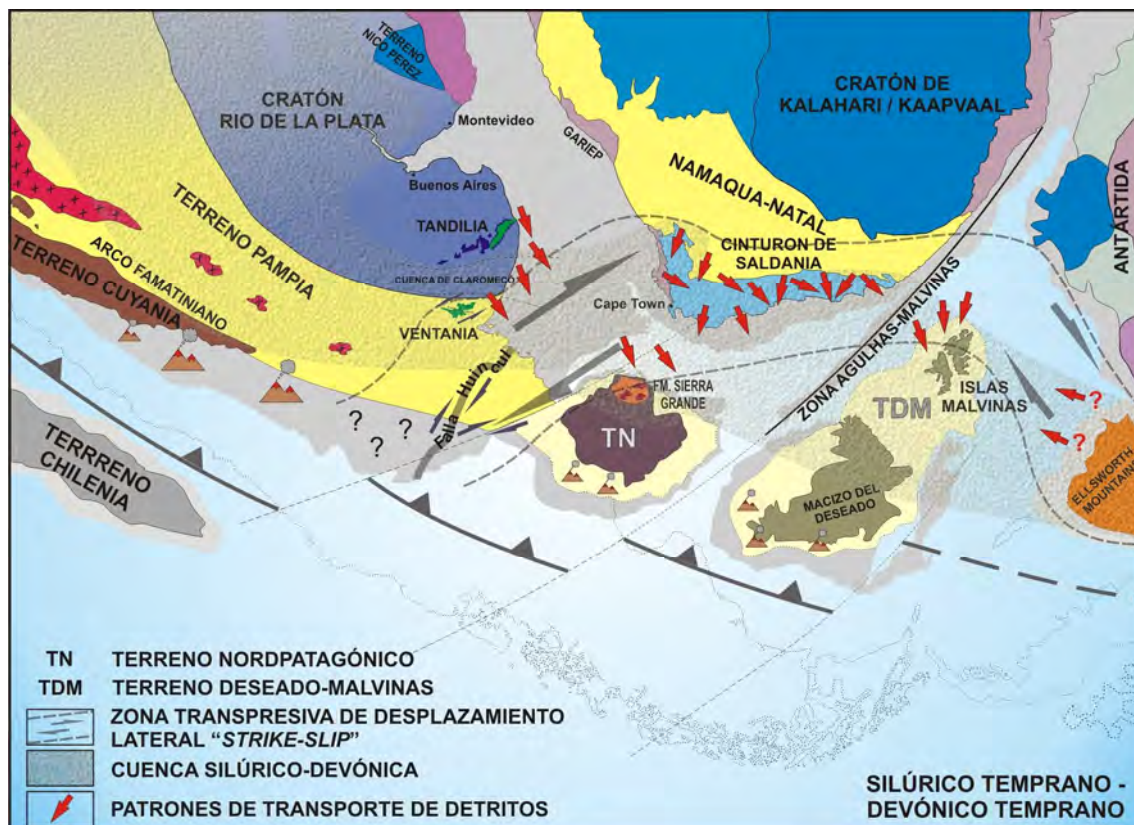 TERRENO
NICO PEREZ
CRATÓN
RIO DE LA PLATA
Montevideo
Buenos Aires
TANDILIA
CUENCA DE CLAROMECÓ
VENTANIA
TERRENO PAMPIA
ARCO FAMATINIANO
TERRENO CUYANIA
TERRRENO
CHILENIA
? ? ?
Falla Huincul
GARIEP
CRATÓN DE
KALAHARI / KAAPVAAL
NAMAQUA-NATAL
CINTURON DE
SALDANIA
Cape Town
ZONA AGULHAS-MALVINAS
ANTÁRTIDA
FM. SIERRA
GRANDE
TN
TDM
ISLAS
MALVINAS
MACIZO DEL
DESEADO
?
?
ELLSWORTH
MOUNTAIN
TN TERRENO NORDPATAGÓNICO
TDM TERRENO DESEADO-MALVINAS
ZONA TRANSPRESIVA DE DESPLAZAMIENTO
LATERAL “STRIKE-SLIP”
CUENCA SILÚRICO-DEVÓNICA
PATRONES DE TRANSPORTE DE DETRITOS
SILÚRICO TEMPRANO -
DEVÓNICO TEMPRANO